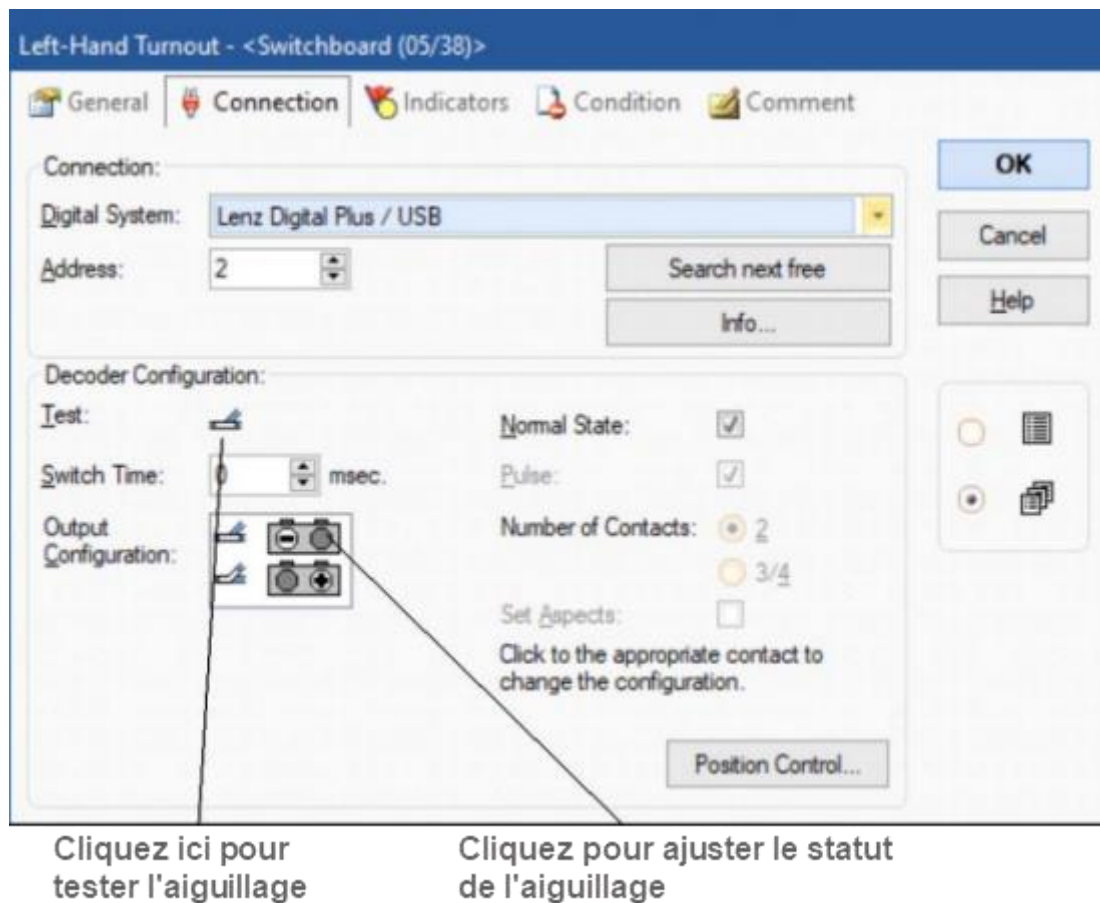 Left-Hand Turnout - <Switchboard (05/38)>
General Connection Indicators Condition Comment
Connection:
Digital System: Lenz Digital Plus / USB
Address: 2
Search next free
Info...
OK
Cancel
Help
Decoder Configuration:
Test:
Switch Time: 0 msec.
Output
Configuration:
Normal State:
Pulse:
Number of Contacts: 2
3/4
Set Aspects:
Click to the appropriate contact to
change the configuration.
Position Control...
Cliquez ici pour
tester l'aiguillage
Cliquez pour ajuster le statut
de l'aiguillage